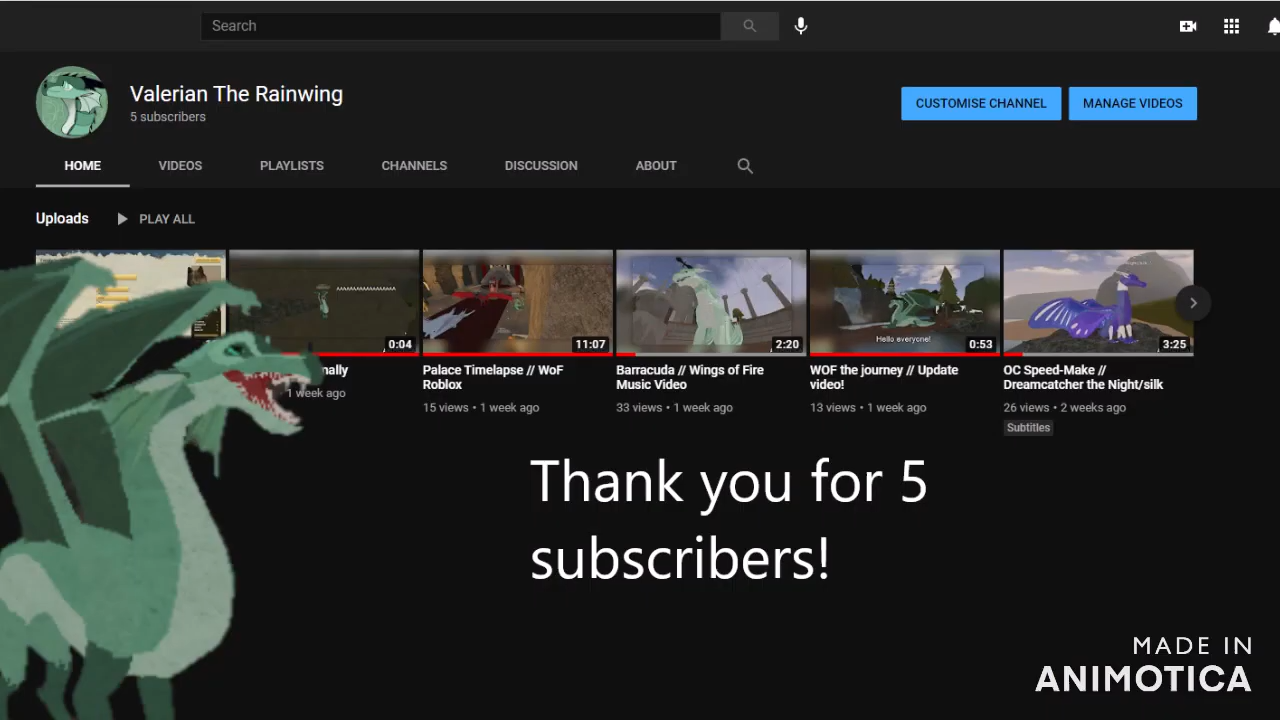 Search
Valerian The Rainwing
5 subscribers
CUSTOMISE CHANNEL
MANAGE VIDEOS
HOME
VIDEOS
PLAYLISTS
CHANNELS
DISCUSSION
ABOUT
Uploads
PLAY ALL
AAAAAAAAAAAAAA
0:04
11:07
2:20
Hello everyone!
0:53
3:25
1 week ago
Palace Timelapse // WoF
Roblox
15 views • 1 week ago
Barracuda // Wings of Fire
Music Video
33 views • 1 week ago
WOF the journey // Update
video!
13 views • 1 week ago
OC Speed-Make //
Dreamcatcher the Night/silk
26 views • 2 weeks ago
Subtitles
Thank you for 5
subscribers!
MADE IN
ANIMOTICA